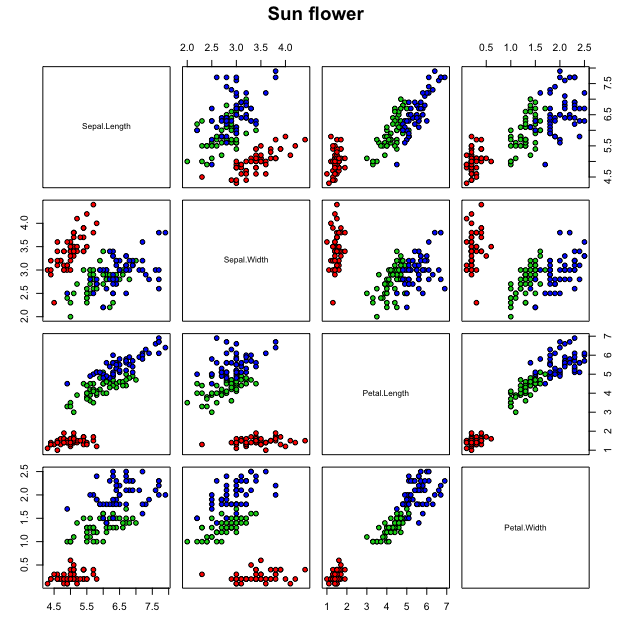 Sun flower
2.0 2.5 3.0 3.5 4.0
0.5 1.0 1.5 2.0 2.5
Sepal.Length
4.5 5.5 6.5 7.5
2.0 2.5 3.0 3.5 4.0
Sepal.Width
Petal.Length
1 2 3 4 5 6 7
0.5 1.0 1.5 2.0 2.5
Petal.Width
4.5 5.5 6.5 7.5
1 2 3 4 5 6 7